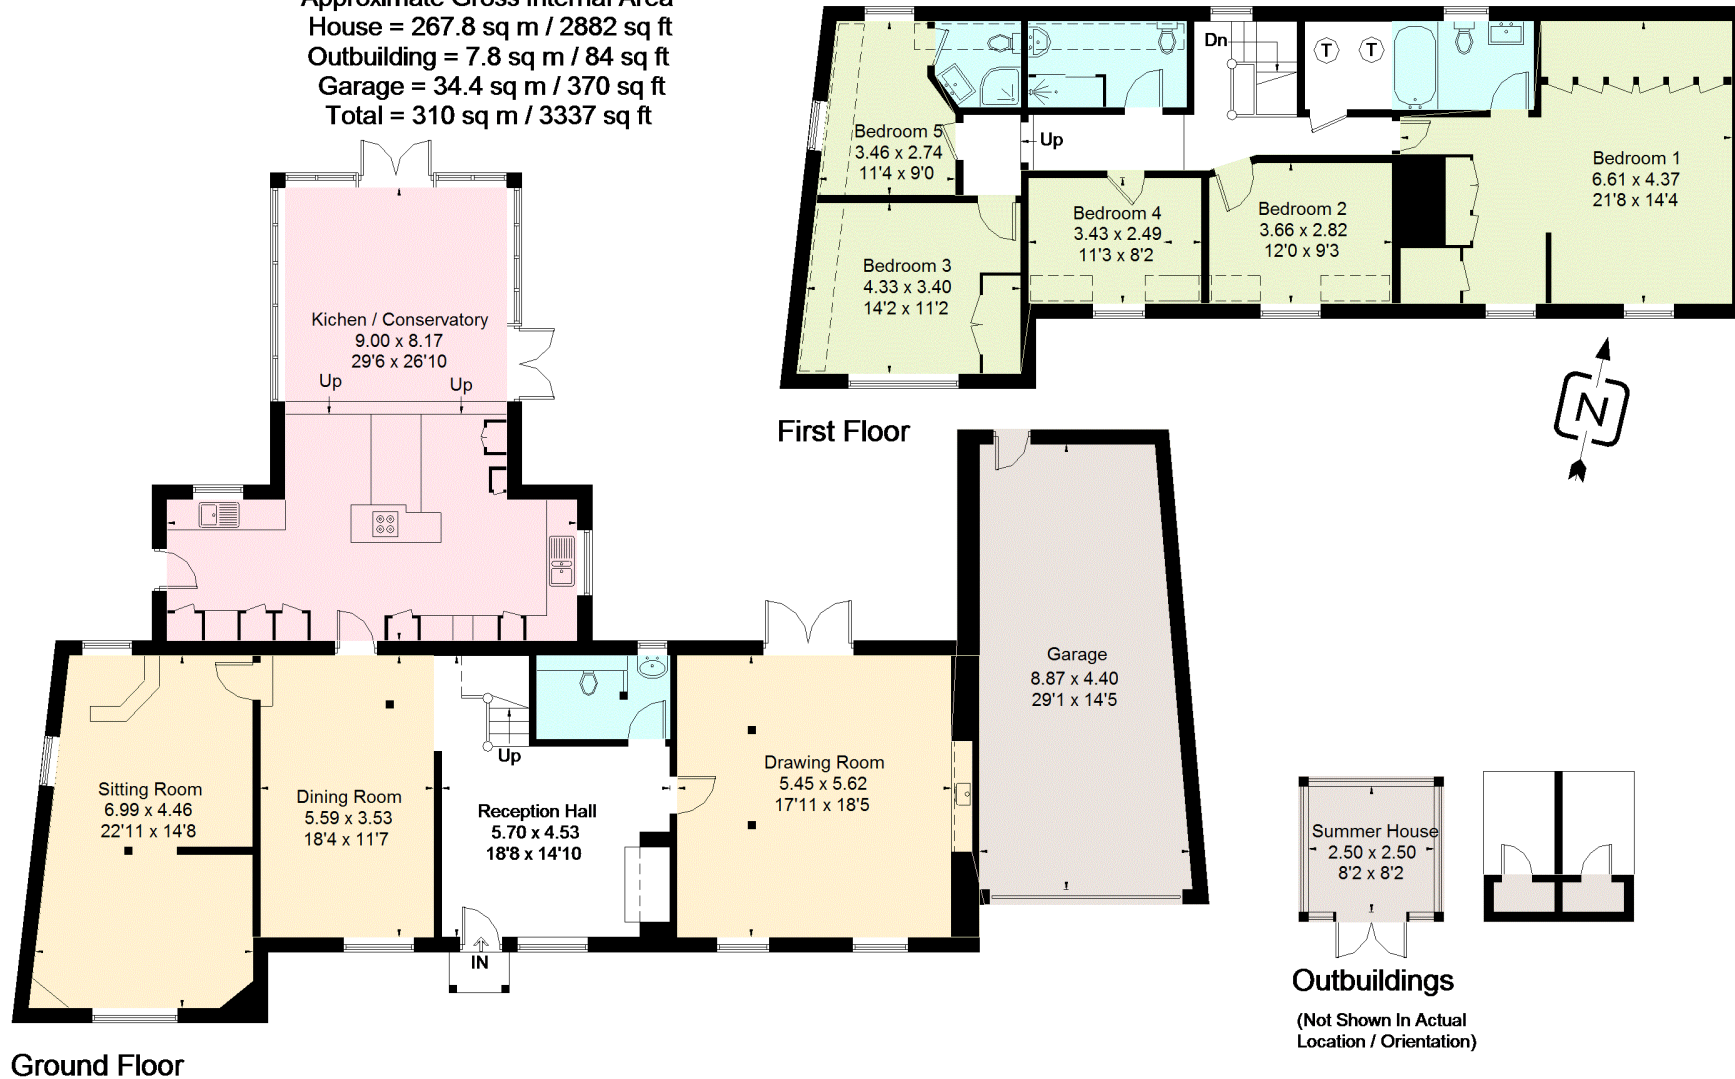 Approximate Gross Internal Area
House = 267.8 sq m / 2882 sq ft
Outbuilding = 7.8 sq m / 84 sq ft
Garage = 34.4 sq m / 370 sq ft
Total = 310 sq m / 3337 sq ft
Bedroom 5
3.46 x 2.74
11'4 x 9'0
Up
Dn
T
T
Bedroom 1
6.61 x 4.37
21'8 x 14'4
Bedroom 4
3.43 x 2.49
11'3 x 8'2
Bedroom 2
3.66 x 2.82
12'0 x 9'3
Bedroom 3
4.33 x 3.40
14'2 x 11'2
First Floor
N
Kichen / Conservatory
9.00 x 8.17
29'6 x 26'10
Up
Up
Garage
8.87 x 4.40
29'1 x 14'5
Sitting Room
6.99 x 4.46
22'11 x 14'8
Dining Room
5.59 x 3.53
18'4 x 11'7
Up
Reception Hall
5.70 x 4.53
18'8 x 14'10
Drawing Room
5.45 x 5.62
17'11 x 18'5
IN
Summer House
2.50 x 2.50
8'2 x 8'2
Outbuildings
(Not Shown In Actual
Location / Orientation)
Ground Floor